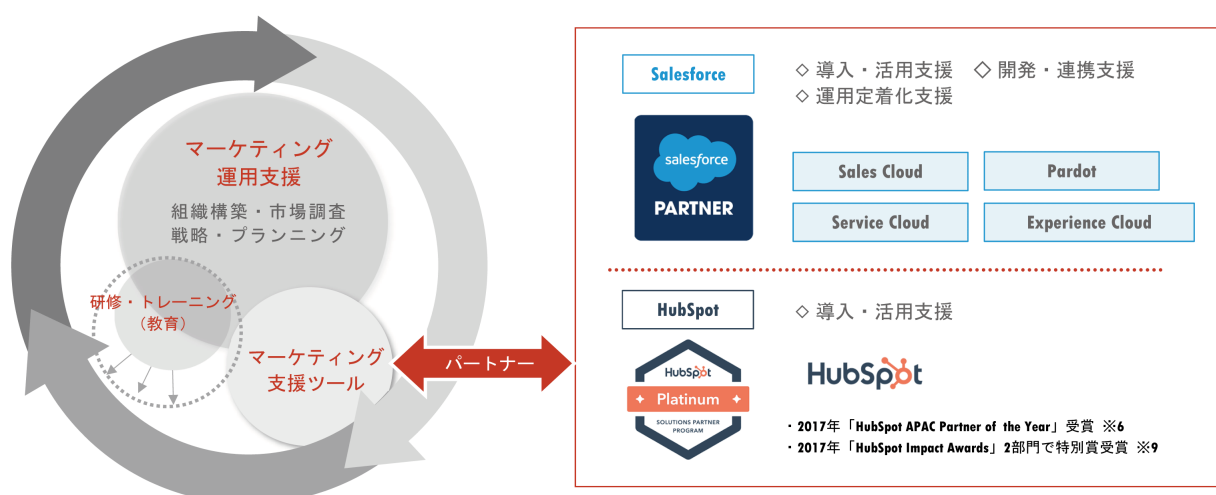 マーケティング
運用支援
組織構築・市場調査
戦略・プランニング
研修・トレーニング
（教育）
マーケティング
支援ツール
パートナー
Salesforce
◇ 導入・活用支援 ◇ 開発・連携支援
◇ 運用定着化支援
salesforce
PARTNER
Sales Cloud
Pardot
Service Cloud
Experience Cloud
HubSpot
◇ 導入・活用支援
HubSpot
Platinum
SOLUTIONS PARTNER
PROGRAM
HubSpot
・2017年「HubSpot APAC Partner of the Year」受賞 ※6
・2017年「HubSpot Impact Awards」2部門で特別賞受賞 ※9